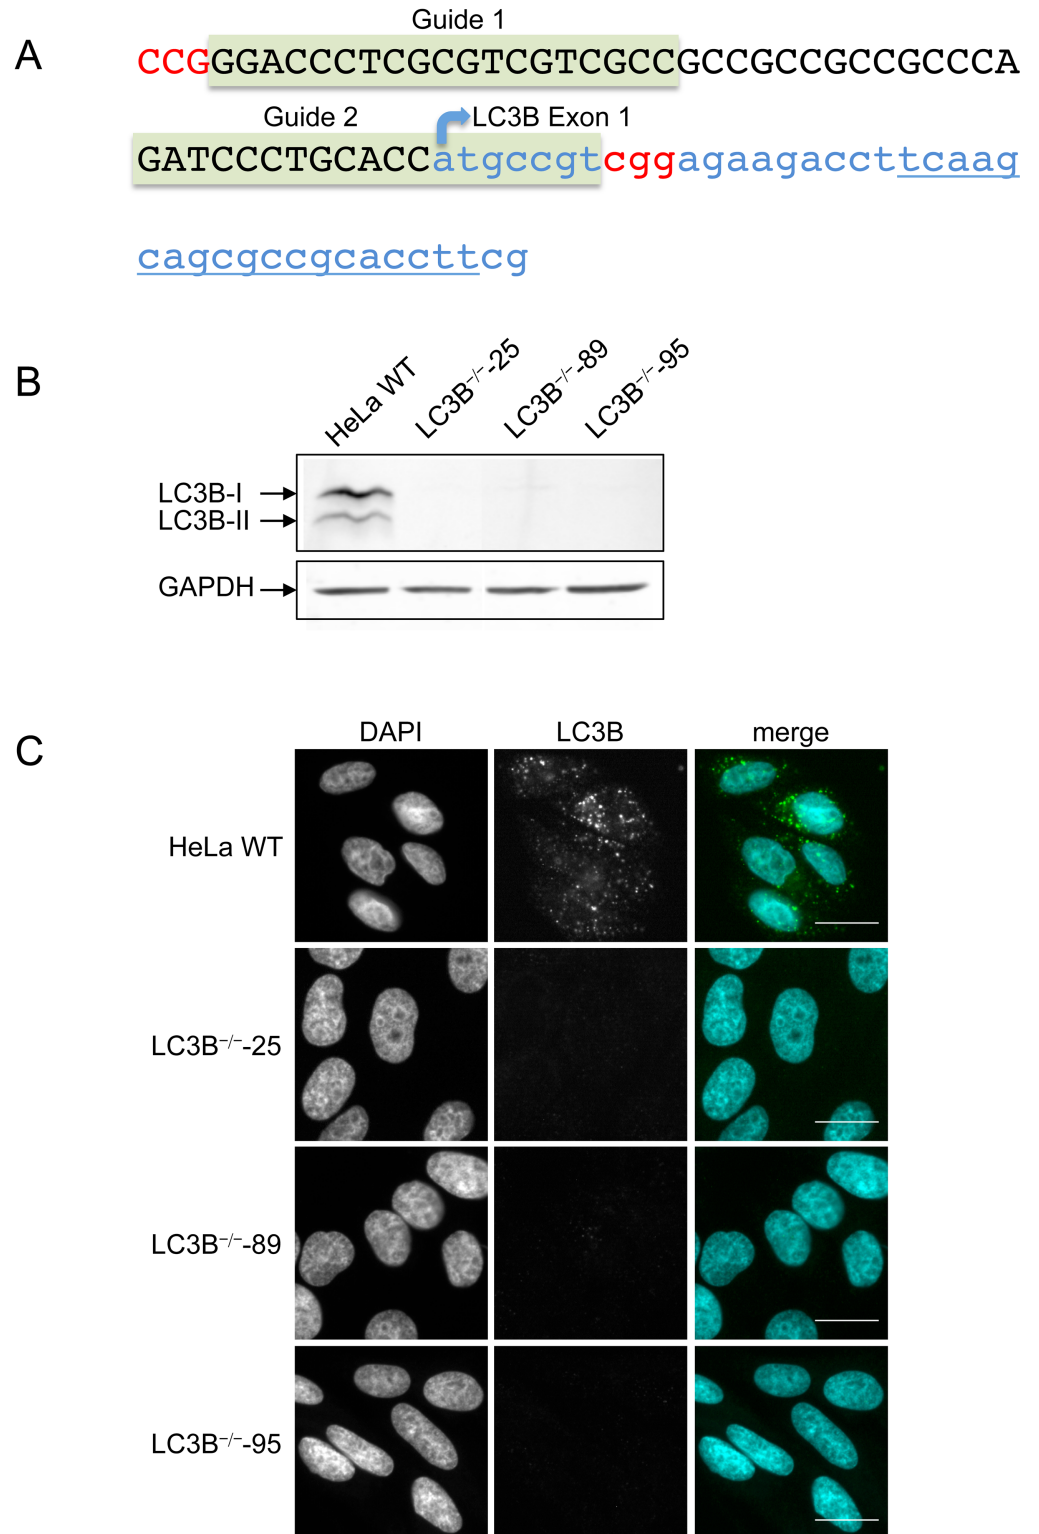 A
Guide 1
CCGGGACCCTCGCGTCGTCGCCGCCGCCGCCGCCCA
Guide 2
LC3B Exon 1
GATCCCTGCACCatgccgtcggagaagaccttcaag
cagcgccgcaccttcg
B
HeLa WT
LC3B−/−-25
LC3B−/−-89
LC3B−/−-95
LC3B-I
LC3B-II
GAPDH
C
DAPI LC3B merge
HeLa WT
LC3B−/−-25
LC3B−/−-89
LC3B−/−-95